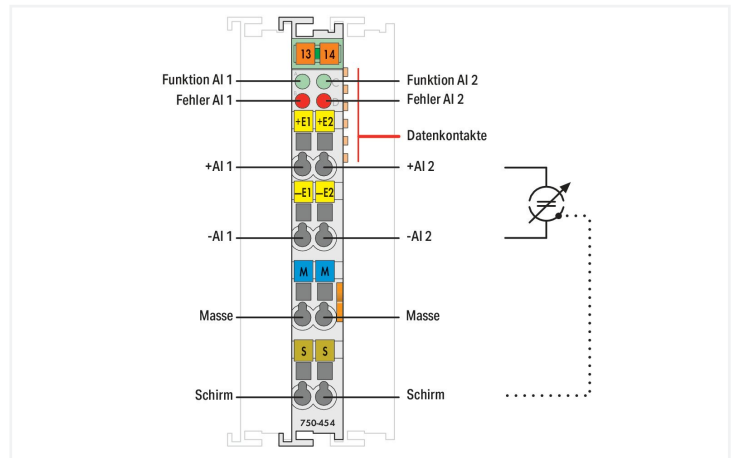 13 14
Funktion AI 1
Funktion AI 2
C
Fehler AI 1
Fehler AI 2
D
+E1 +E2
Datenkontakte
+AI 1
+AI 2
–E1 –E2
-AI 1
-AI 2
M M
Masse
Masse
S S
Schirm
Schirm
750-454